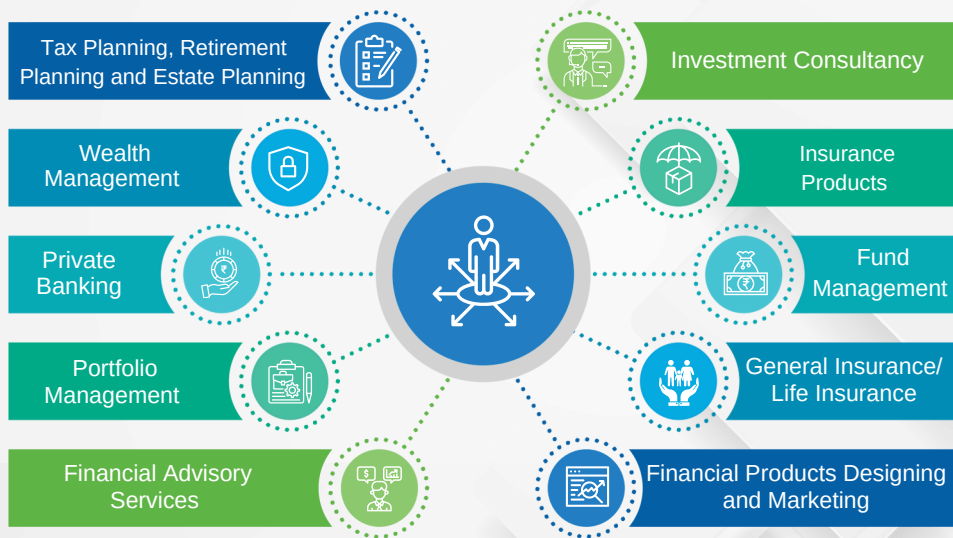 Tax Planning, Retirement
Planning and Estate Planning
Wealth
Management
Private
Banking
Portfolio
Management
Financial Advisory
Services
Investment Consultancy
Insurance
Products
Fund
Management
General Insurance/
Life Insurance
Financial Products Designing
and Marketing
₹
₹
$